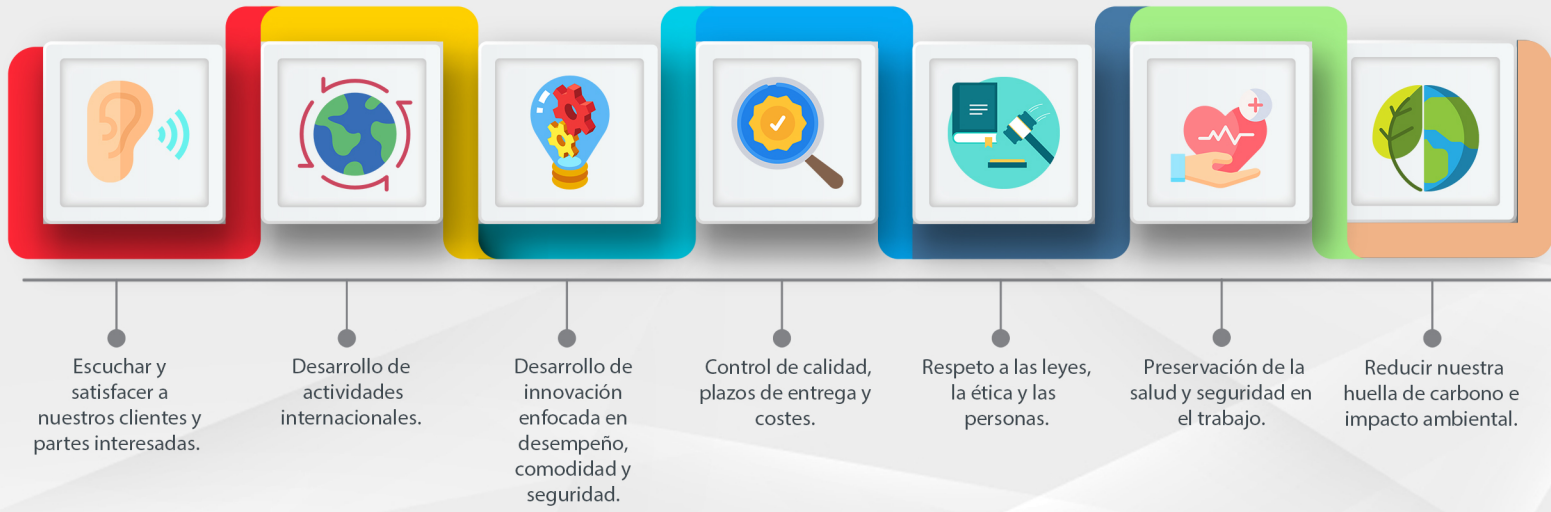 Escuchar y
satisfacer a
nuestros clientes y
partes interesadas.
Desarrollo de
actividades
internacionales.
Desarrollo de
innovación
enfocada en
desempeño,
comodidad y
seguridad.
Control de calidad,
plazos de entrega y
costes.
Respeto a las leyes,
la ética y las
personas.
Preservación de la
salud y seguridad en
el trabajo.
Reducir nuestra
huella de carbono e
impacto ambiental.